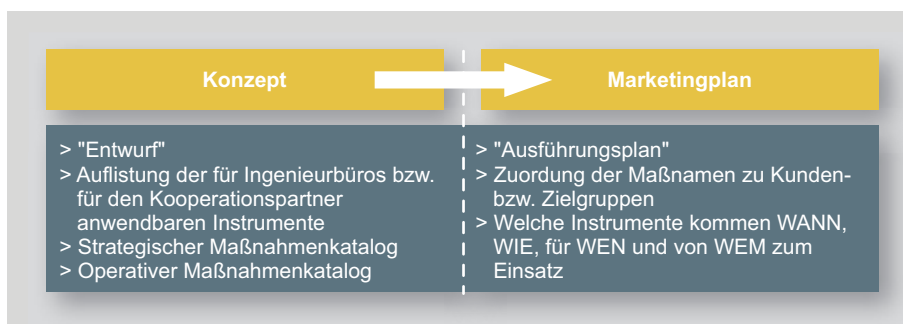 Konzept
Marketingplan
> "Entwurf"
> Auflistung der für Ingenieurbüros bzw.
für den Kooperationspartner
anwendbaren Instrumente
> Strategischer Maßnahmenkatalog
> Operativer Maßnahmenkatalog
> "Ausführungsplan"
> Zuordung der Maßnamen zu Kunden-
bzw. Zielgruppen
> Welche Instrumente kommen WANN,
WIE, für WEN und von WEM zum
Einsatz